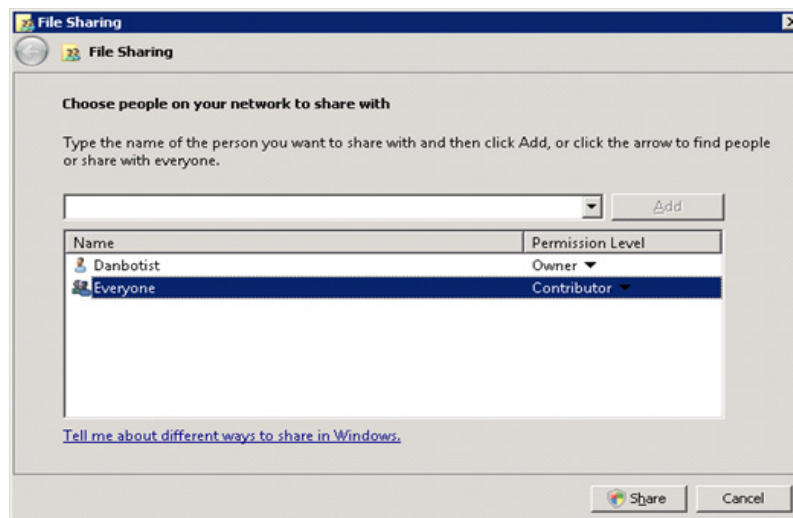 File Sharing
File Sharing
Choose people on your network to share with
Type the name of the person you want to share with and then click Add, or click the arrow to find people
or share with everyone.
Add
Name Permission Level
Danbotist Owner
Everyone Contributor
Tell me about different ways to share in Windows.
Share Cancel